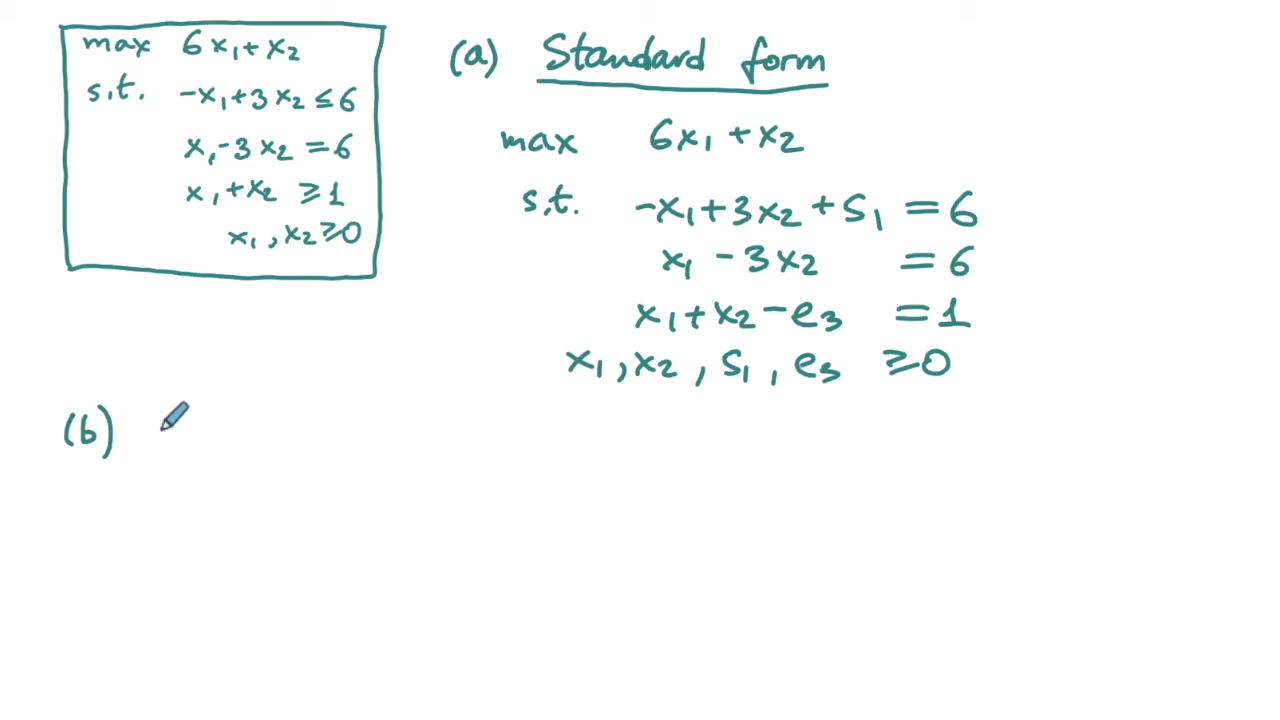 max 6x₁+x₂
s.t. -x₁+3x₂ ≤6
x₁-3x₂ =6
x₁+x₂ ≥1
x₁,x₂≥0
(a) Standard form
max 6x₁+x₂
s.t. -x₁+3x₂+s₁ =6
x₁-3x₂ =6
x₁+x₂-e₃ =1
x₁,x₂,s₁,e₃ ≥0
(b)